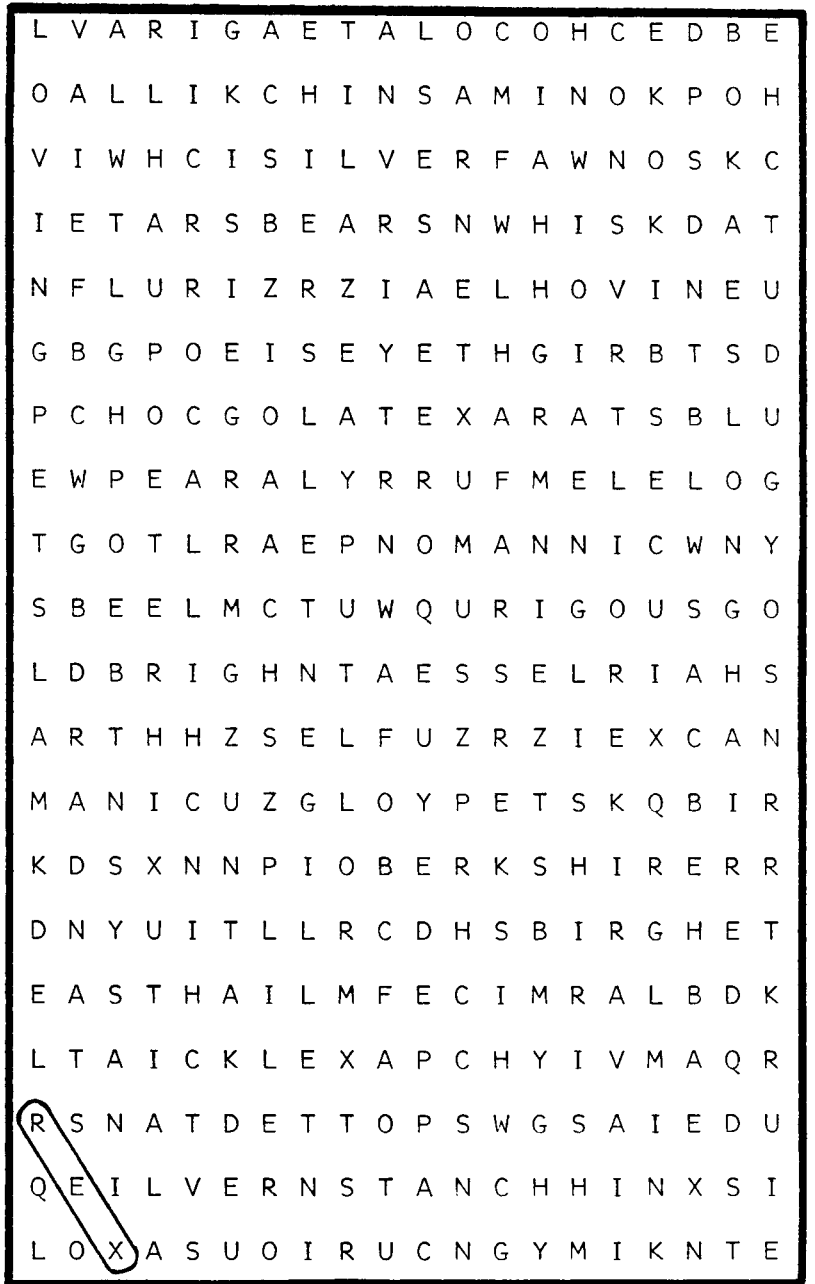 L V A R I G A E T A L O C O H C E D B E
O A L L I K C H I N S A M I N O K P O H
V I W H C I S I L V E R F A W N O S K C
I E T A R S B E A R S N W H I S K D A T
N F L U R I Z R Z I A E L H O V I N E U
G B G P O E I S E Y E T H G I R B T S D
P C H O C G O L A T E X A R A T S B L U
E W P E A R A L Y R R U F M E L E L O G
T G O T L R A E P N O M A N N I C W N Y
S B E E L M C T U W Q U R I G O U S G O
L D B R I G H N T A E S S E L R I A H S
A R T H H Z S E L F U Z R Z I E X C A N
M A N I C U Z G L O Y P E T S K Q B I R
K D S X N N P I O B E R K S H I R E R R
D N Y U I T L L R C D H S B I R G H E T
E A S T H A I L M F E C I M R A L B D K
L T A I C K L E X A P C H Y I V M A Q R
R S N A T D E T T O P S W G S A I E D U
Q E I L V E R N S T A N C H H I N X S I
L O X A S U O I R U C N G Y M I K N T E